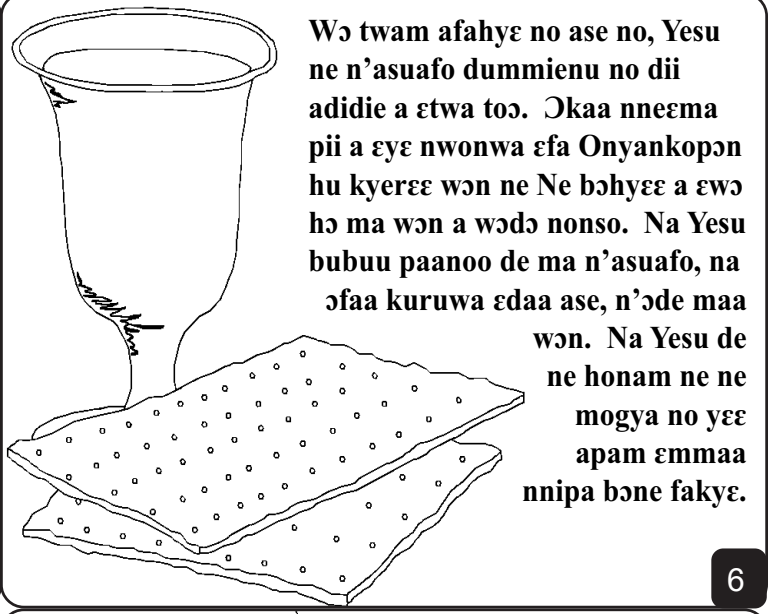 Wɔ twam afahyɛ no ase no, Yesu
ne n’asuafo dummienu no dii
adidie a ɛtwa toɔ.  Ɔkaa nneɛma
pii a ɛyɛ nwonwa ɛfa Onyankopɔn
hu kyerɛɛ wɔn ne Ne bɔhyɛɛ a ɛwɔ
hɔ ma wɔn a wɔdɔ nonso.  Na Yesu
bubuu paanoo de ma n’asuafo, na
ɔfaa kuruwa ɛdaa ase, n’ɔde maa
wɔn.  Na Yesu de
ne honam ne ne
mogya no yɛɛ
apam ɛmmaa
nnipa bɔne fakyɛ.
6